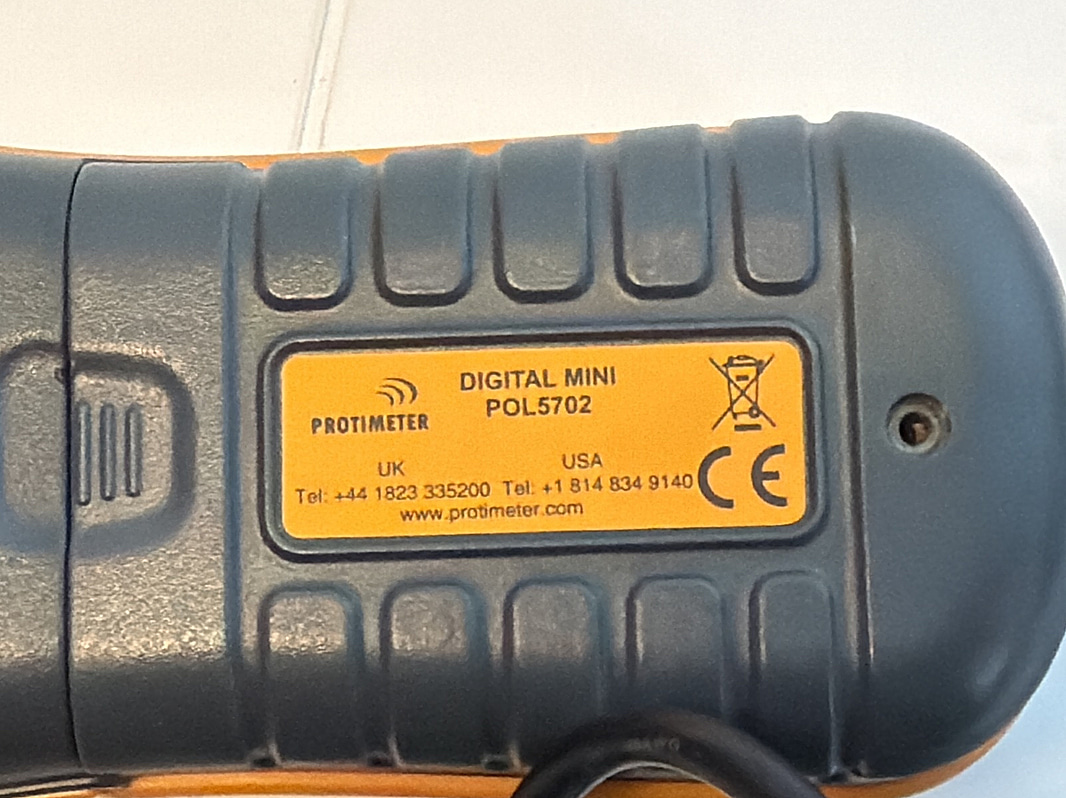 PROTIMETER
DIGITAL MINI
POL5702
UK
Tel: +44 1823 335200
USA
Tel: +1 814 834 9140
www.protimeter.com
CE